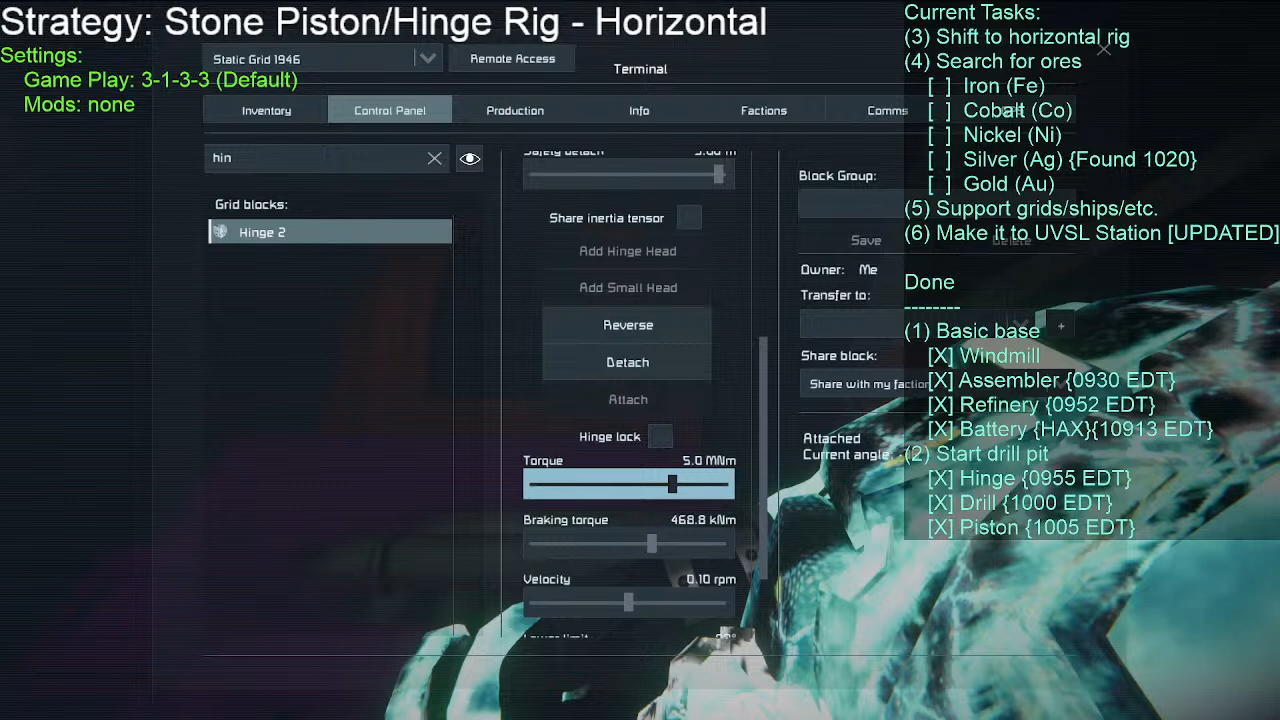 Strategy: Stone Piston/Hinge Rig - Horizontal
Settings:
Game Play: 3-1-3-3 (Default)
Mods: none
Static Grid 1946
Remote Access
Terminal
Inventory
Control Panel
Production
Info
Factions
Comms
hin
Grid blocks:
Hinge 2
Safety detach
5.00 m
Share inertia tensor
Add Hinge Head
Add Small Head
Reverse
Detach
Attach
Hinge lock
Torque
5.0 MNm
Braking torque
468.8 kNm
Velocity
0.10 rpm
Lower limit
Block Group:
Save
Delete
Owner: Me
Transfer to:
+
Share block:
Share with my faction
Attached
Current angle:
Current Tasks:
(3) Shift to horizontal rig
(4) Search for ores
[ ] Iron (Fe)
[ ] Cobalt (Co)
[ ] Nickel (Ni)
[ ] Silver (Ag) {Found 1020}
[ ] Gold (Au)
(5) Support grids/ships/etc.
(6) Make it to UVSL Station [UPDATED]
Done
--------
(1) Basic base
[X] Windmill
[X] Assembler {0930 EDT}
[X] Refinery {0952 EDT}
[X] Battery {HAX}{10913 EDT}
(2) Start drill pit
[X] Hinge {0955 EDT}
[X] Drill {1000 EDT}
[X] Piston {1005 EDT}